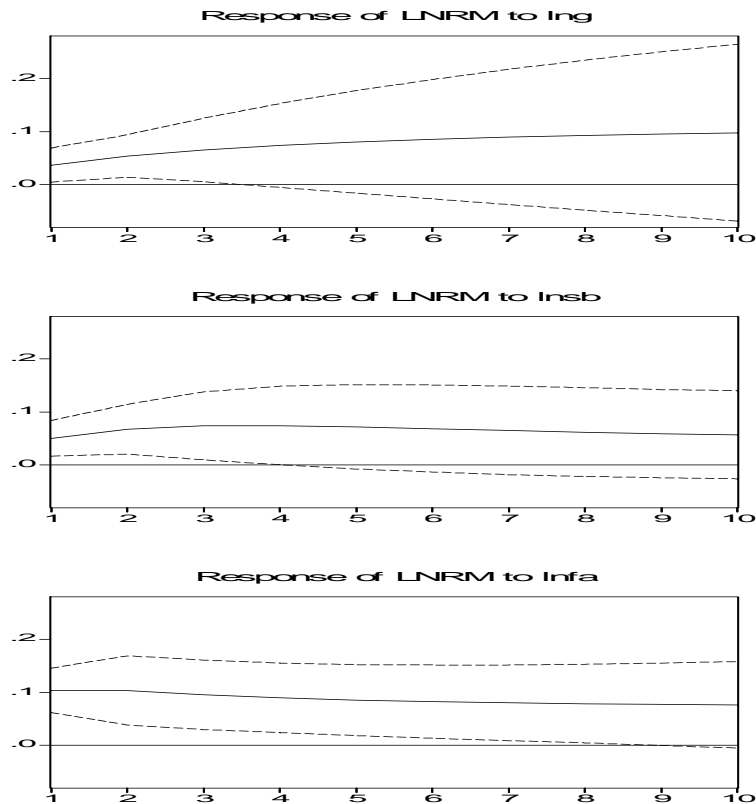 Response of LNRM to lng
.2
.1
.0
1 2 3 4 5 6 7 8 9 10
Response of LNRM to lnsb
.2
.1
.0
1 2 3 4 5 6 7 8 9 10
Response of LNRM to lnfa
.2
.1
.0
1 2 3 4 5 6 7 8 9 10